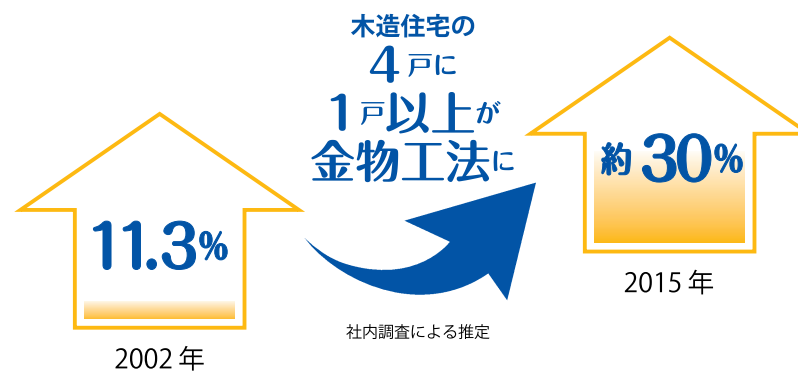 木造住宅の
4戸に
1戸以上が
金物工法に
11.3%
2002年
約30%
2015年
社内調査による推定